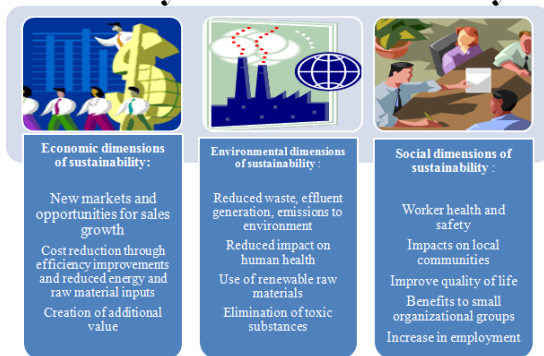 Economic dimensions
of sustainability:
New markets and
opportunities for sales
growth
Cost reduction through
efficiency improvements
and reduced energy and
raw material inputs
Creation of additional
value
Environmental dimensions
of sustainability :
Reduced waste, effluent
generation, emissions to
environment
Reduced impact on
human health
Use of renewable raw
materials
Elimination of toxic
substances
Social dimensions of
sustainability :
Worker health and
safety
Impacts on local
communities
Improve quality of life
Benefits to small
organizational groups
Increase in employment